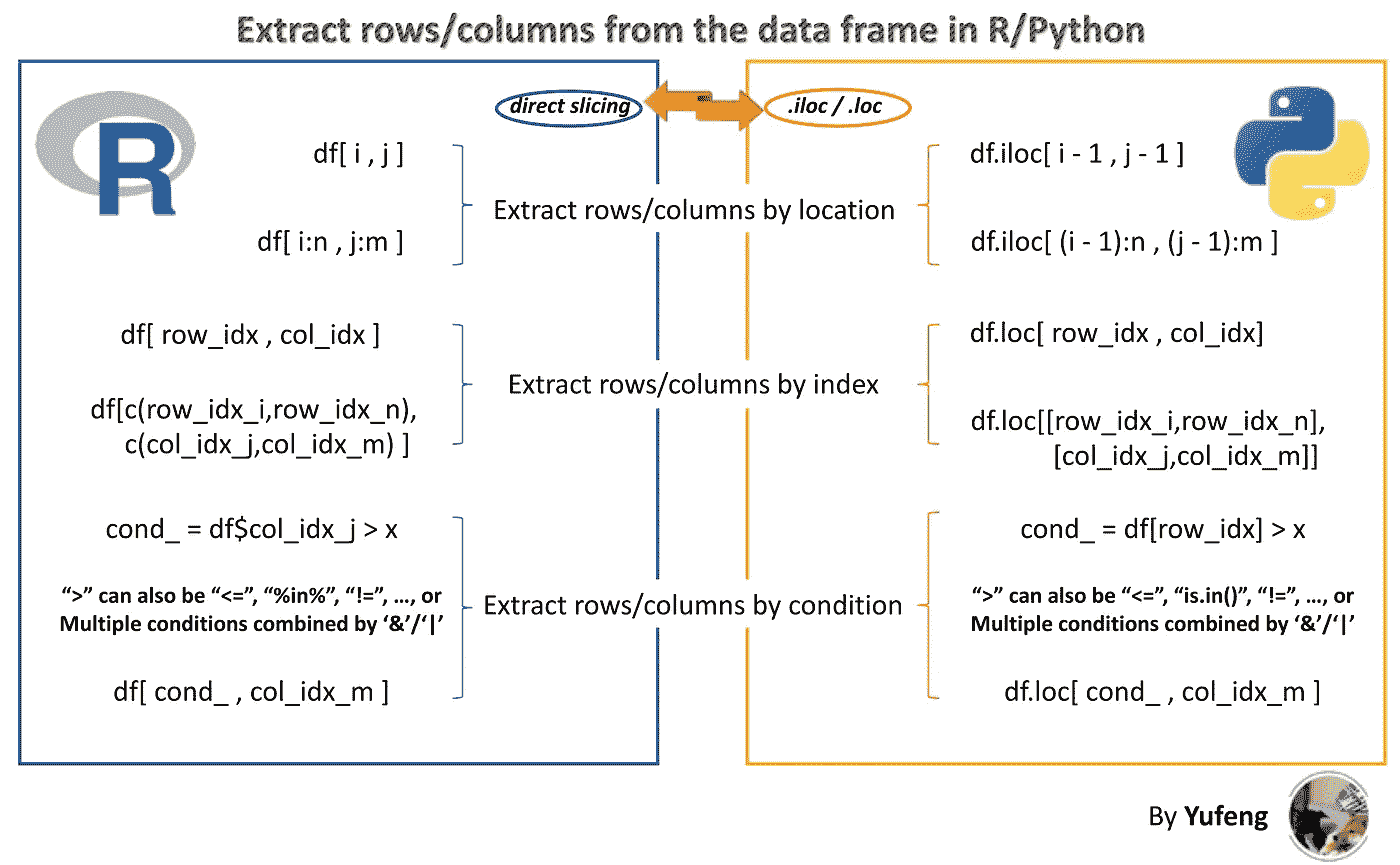 Extract rows/columns from the data frame in R/Python
R
direct slicing
df[ i , j ]
df[ i:n , j:m ]
df[ row_idx , col_idx ]
df[c(row_idx_i,row_idx_n),
c(col_idx_j,col_idx_m) ]
cond_ = df$col_idx_j > x
“>” can also be “<=”, “%in%”, “!=”, …, or
Multiple conditions combined by ‘&’/‘|’
df[ cond_ , col_idx_m ]
Extract rows/columns by location
Extract rows/columns by index
Extract rows/columns by condition
.iloc / .loc
df.iloc[ i - 1 , j - 1 ]
df.iloc[ (i - 1):n , (j - 1):m ]
df.loc[ row_idx , col_idx]
df.loc[[row_idx_i,row_idx_n],
[col_idx_j,col_idx_m]]
cond_ = df[row_idx] > x
“>” can also be “<=”, “is.in()”, “!=”, …, or
Multiple conditions combined by ‘&’/‘|’
df.loc[ cond_ , col_idx_m ]
By Yufeng